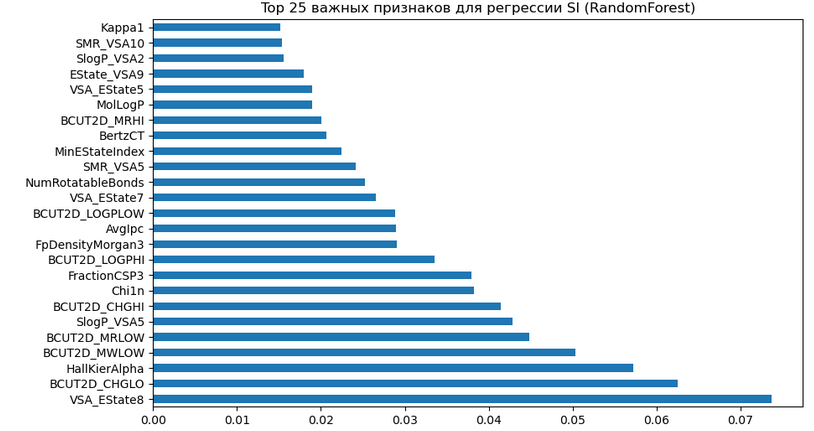 Top 25 важных признаков для регрессии SI (RandomForest)
Kappa1
SMR_VSA10
SlogP_VSA2
EState_VSA9
VSA_EState5
MolLogP
BCUT2D_MRHI
BertzCT
MinEStateIndex
SMR_VSA5
NumRotatableBonds
VSA_EState7
BCUT2D_LOGPLOW
AvgIpc
FpDensityMorgan3
BCUT2D_LOGPHI
FractionCSP3
Chi1n
BCUT2D_CHGHI
SlogP_VSA5
BCUT2D_MRLOW
BCUT2D_MWLOW
HallKierAlpha
BCUT2D_CHGLO
VSA_EState8
0.00 0.01 0.02 0.03 0.04 0.05 0.06 0.07